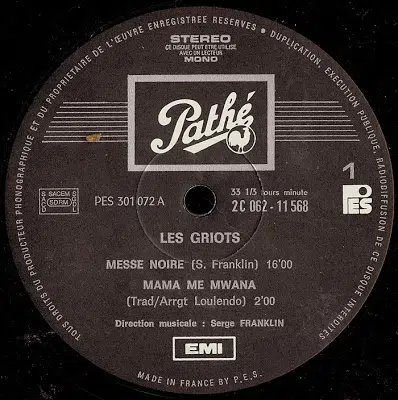 TOUS DROITS DU PRODUCTEUR PHONOGRAPHIQUE ET DU PROPRIETAIRE DE L'ŒUVRE ENREGISTREE RESERVES • DUPLICATION, EXECUTION PUBLIQUE, RADIODIFFUSION DE CE DISQUE INTERDITES
STEREO
CE DISQUE PEUT ETRE UTILISE
AVEC UN LECTEUR
MONO
Pathé
1
SACEM
SDRM
SACD
SGDL
PES 301 072 A
33 1/3 tours minute
2C 062-11 568
PES
LES GRIOTS
MESSE NOIRE (S. Franklin) 16'00
MAMA ME MWANA
(Trad/Arrgt Loulendo) 2'00
Direction musicale : Serge FRANKLIN
EMI
MADE IN FRANCE BY P.E.S.